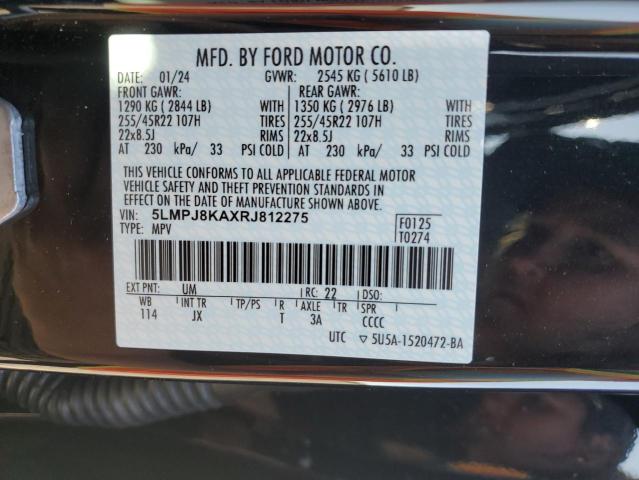 MFD. BY FORD MOTOR CO.
DATE: 01/24 GVWR: 2545 KG ( 5610 LB)
FRONT GAWR: REAR GAWR:
1290 KG ( 2844 LB) WITH 1350 KG ( 2976 LB) WITH
255/45R22 107H TIRES 255/45R22 107H TIRES
22x8.5J RIMS 22x8.5J RIMS
AT 230 kPa/ 33 PSI COLD AT 230 kPa/ 33 PSI COLD
THIS VEHICLE CONFORMS TO ALL APPLICABLE FEDERAL MOTOR
VEHICLE SAFETY AND THEFT PREVENTION STANDARDS IN
EFFECT ON THE DATE OF MANUFACTURE SHOWN ABOVE.
VIN: 5LMPJ8KAXRJ812275 F0125
TYPE: MPV T0274
EXT PNT: UM RC: 22 DSO:
WB INT TR TP/PS R AXLE TR SPR
114 JX T 3A CCCC
UTC ▽ 5U5A-1520472-BA